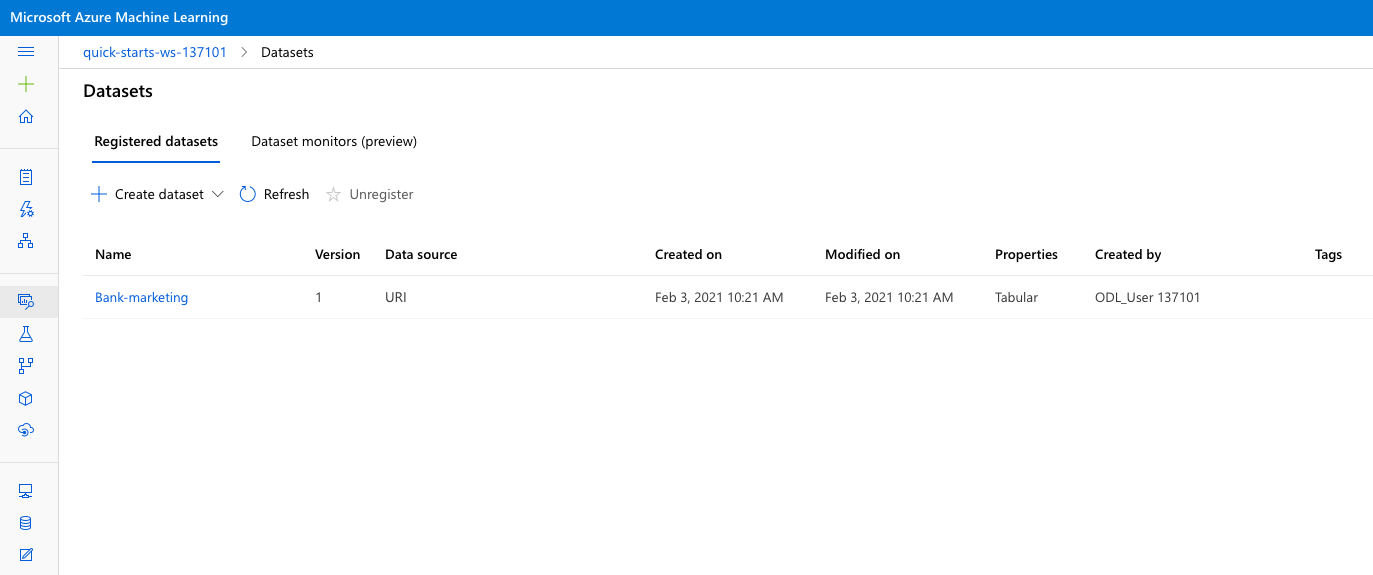 Microsoft Azure Machine Learning
quick-starts-ws-137101 > Datasets
Datasets
Registered datasets Dataset monitors (preview)
Create dataset Refresh Unregister
Name Version Data source Created on Modified on Properties Created by Tags
Bank-marketing 1 URI Feb 3, 2021 10:21 AM Feb 3, 2021 10:21 AM Tabular ODL_User 137101